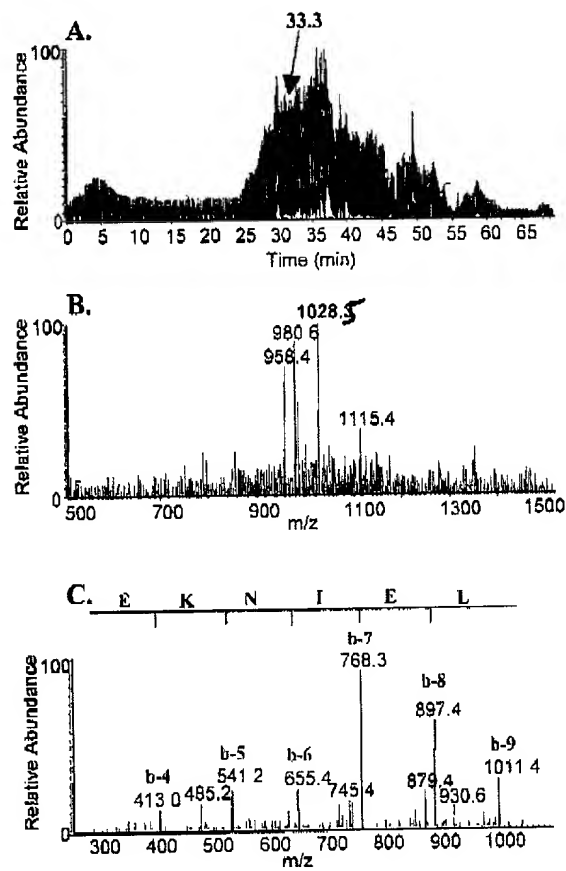 A.
33.3
100
Relative Abundance
0
0 5 10 15 20 25 30 35 40 45 50 55 60 65
Time (min)
B.
100
1028.5
980 6
958.4
1115.4
Relative Abundance
0
500 700 900 1100 1300 1500
m/z
C. E K N I E L
100
b-7
768.3
b-8
897.4
b-9
1011 4
b-6
655.4
b-5
541.2
b-4
413 0
485.2
745.4
879.4
930.6
Relative Abundance
0
300 400 500 600 700 800 900 1000
m/z